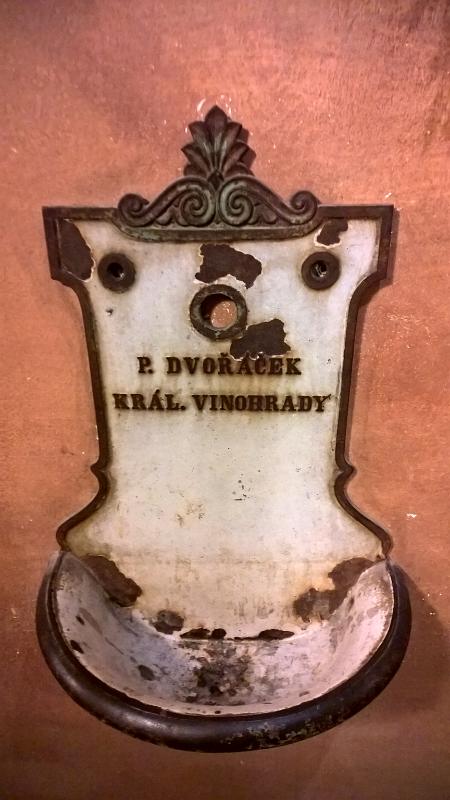 P. DVOŘÁČEK
KRÁL. VINOHRADY